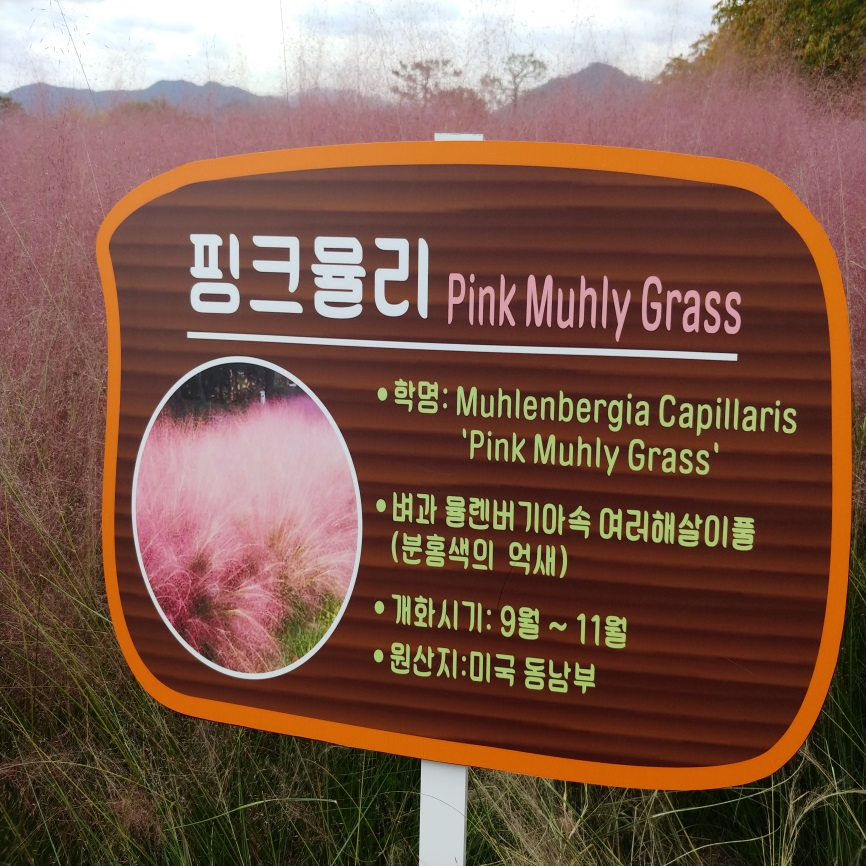 핑크뮬리 Pink Muhly Grass
• 학명: Muhlenbergia Capillaris
'Pink Muhly Grass'
• 벼과 뮬렌버기아속 여러해살이풀
(분홍색의 억새)
• 개화시기: 9월 ~ 11월
• 원산지:미국 동남부